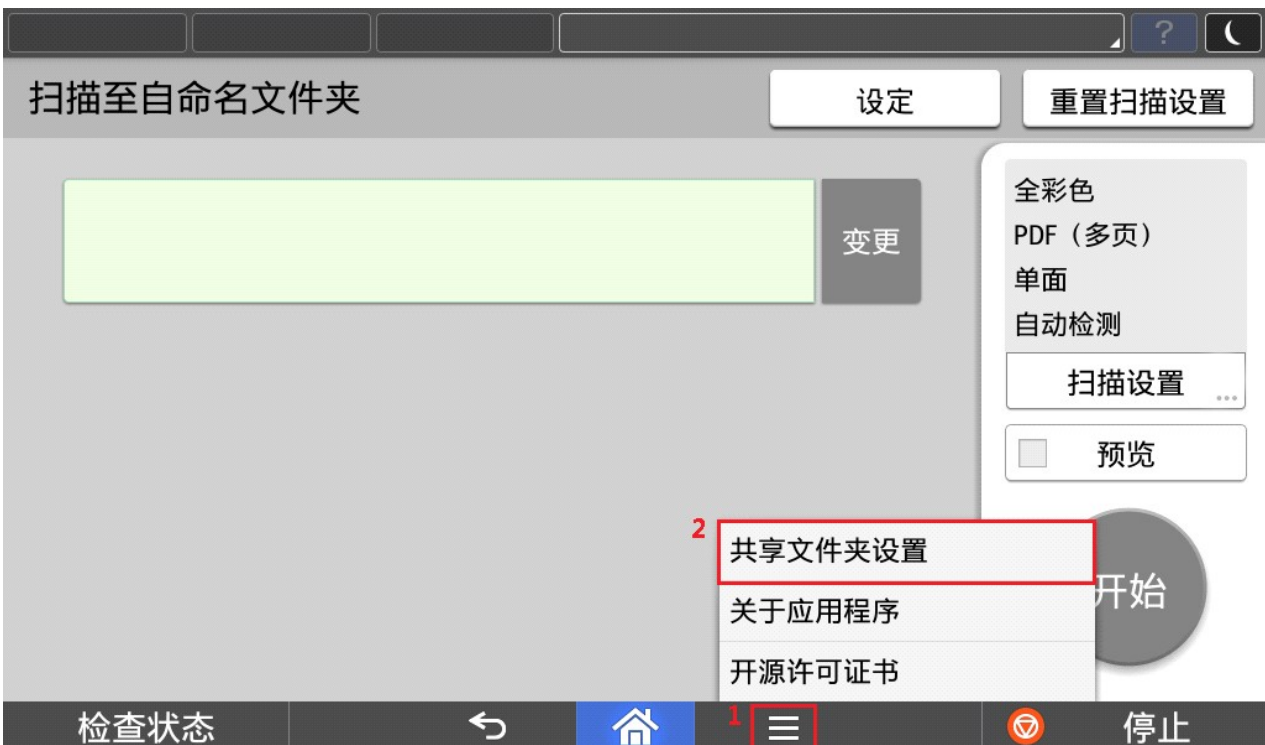 ?
扫描至自命名文件夹
设定
重置扫描设置
变更
全彩色
PDF（多页）
单面
自动检测
扫描设置
...
预览
开始
2
共享文件夹设置
关于应用程序
开源许可证书
检查状态
1
停止